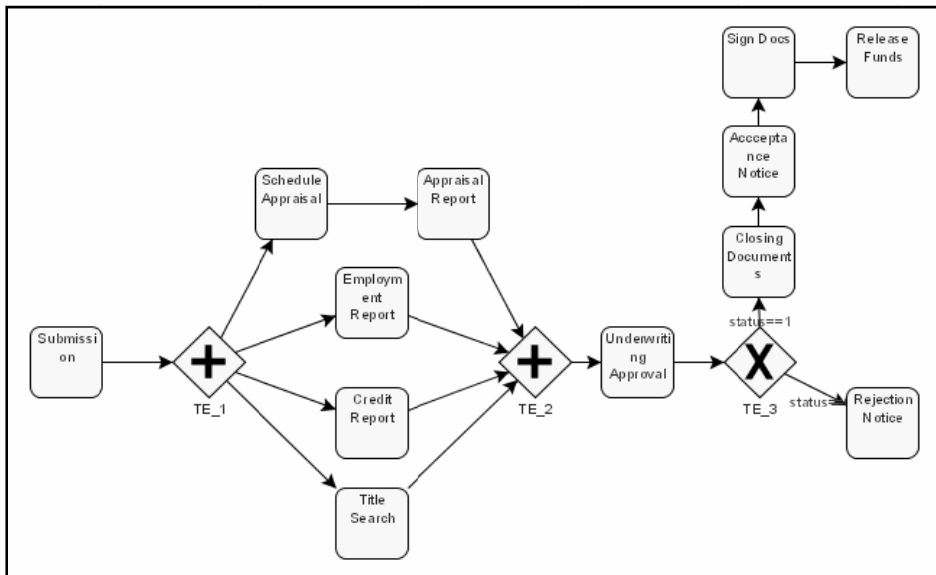 Sign Docs
Release
Funds
Acccepta
nce
Notice
Schedule
Appraisal
Appraisal
Report
Closing
Document
s
Employm
ent
Report
status==1
Submissi
on
TE_1
TE_2
Underwriti
ng
Approval
TE_3
Credit
Report
status=
Rejection
Notice
Title
Search